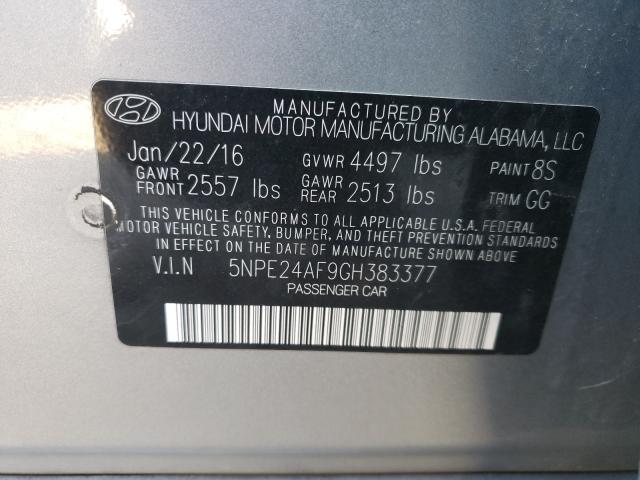 MANUFACTURED BY
HYUNDAI MOTOR MANUFACTURING ALABAMA, LLC
Jan/22/16 GVWR 4497 lbs PAINT 8S
GAWR FRONT 2557 lbs GAWR REAR 2513 lbs TRIM GG
THIS VEHICLE CONFORMS TO ALL APPLICABLE U.S.A. FEDERAL
MOTOR VEHICLE SAFETY, BUMPER, AND THEFT PREVENTION STANDARDS
IN EFFECT ON THE DATE OF MANUFACTURE SHOWN ABOVE.
V.I.N 5NPE24AF9GH383377
PASSENGER CAR